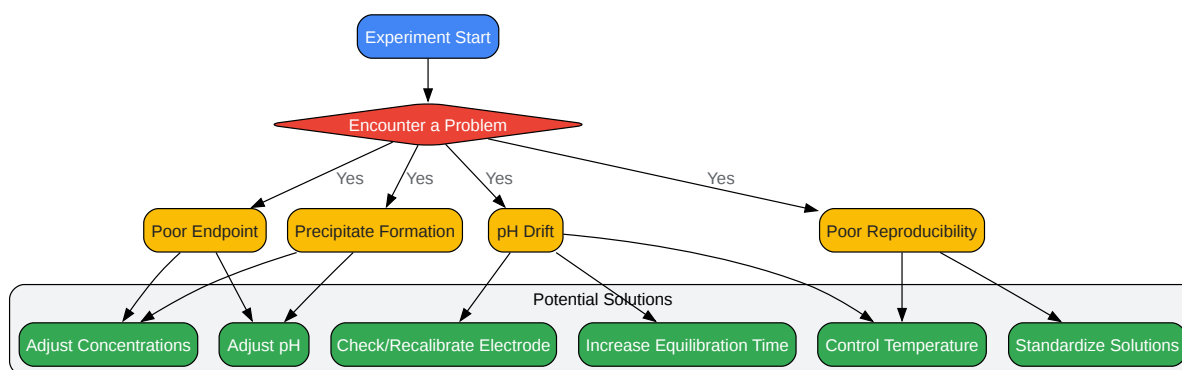 Experiment Start
Encounter a Problem
Yes
Yes
Yes
Yes
Poor Endpoint
Precipitate Formation
pH Drift
Poor Reproducibility
Potential Solutions
Adjust Concentrations
Adjust pH
Check/Recalibrate Electrode
Increase Equilibration Time
Control Temperature
Standardize Solutions